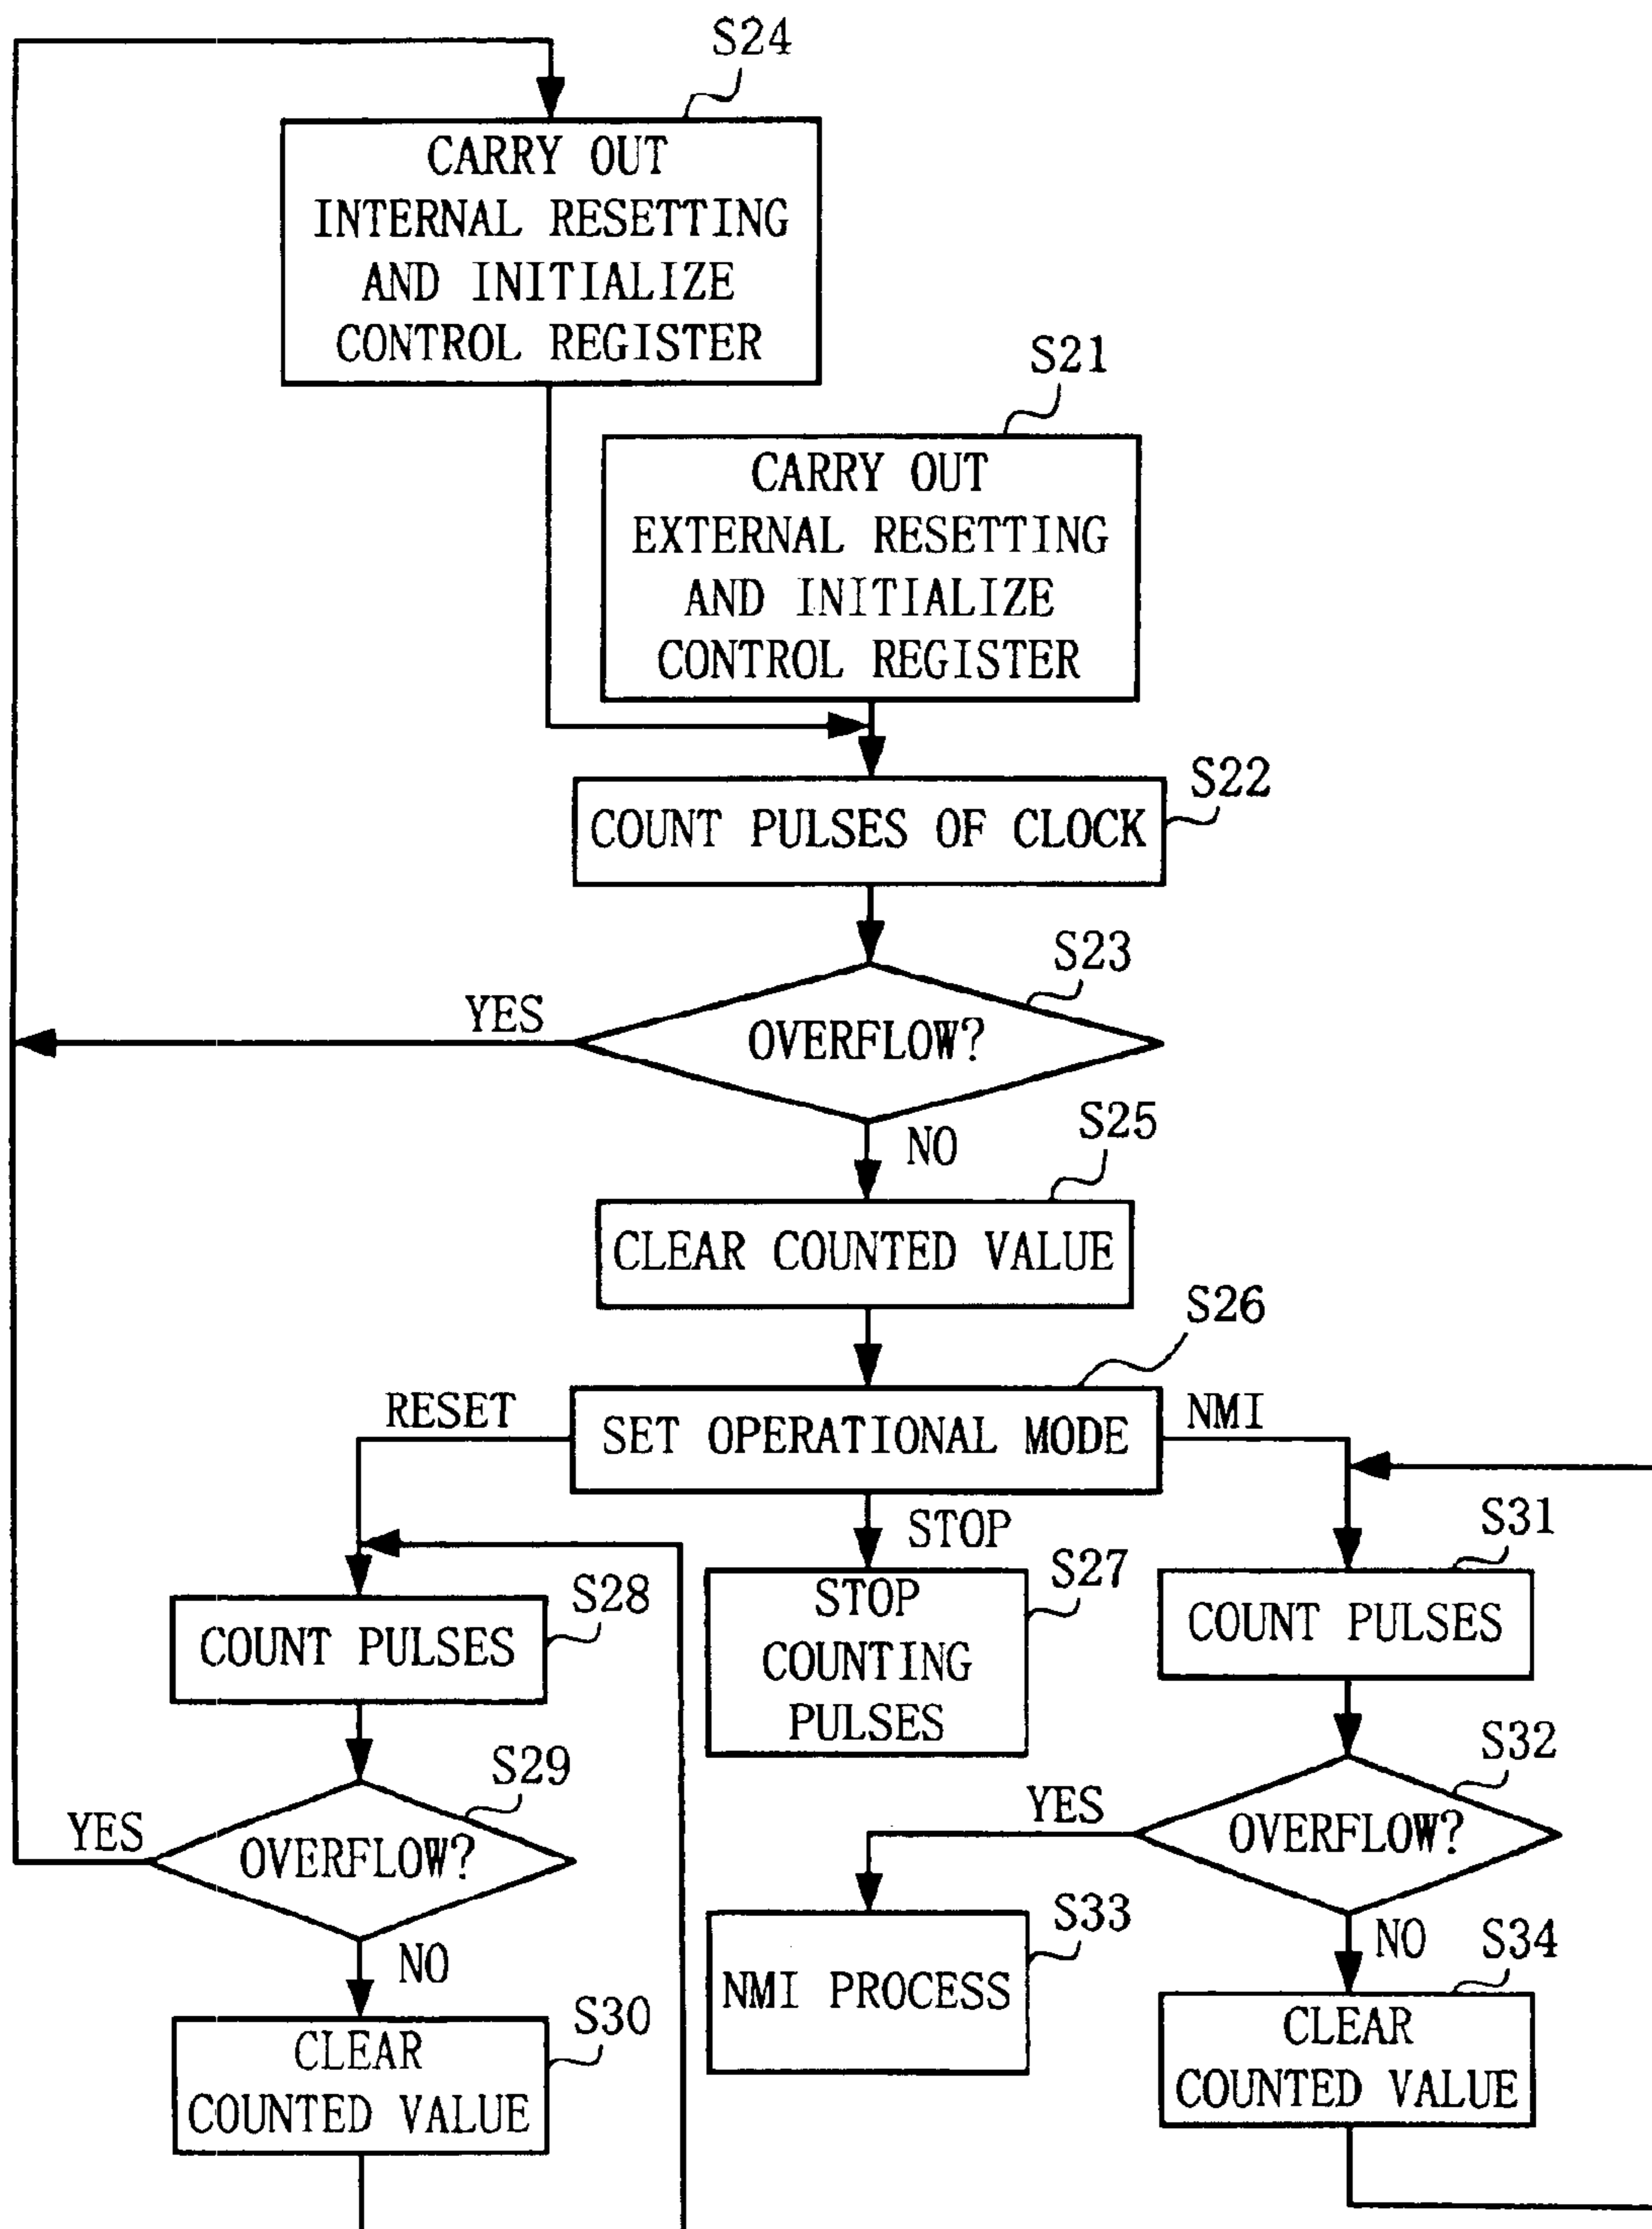 S24
CARRY OUT
INTERNAL RESETTING
AND INITIALIZE
CONTROL REGISTER
S21
CARRY OUT
EXTERNAL RESETTING
AND INITIALIZE
CONTROL REGISTER
S22
COUNT PULSES OF CLOCK
S23
YES
OVERFLOW?
NO
S25
CLEAR COUNTED VALUE
S26
RESET
SET OPERATIONAL MODE
NMI
STOP
S28
COUNT PULSES
S27
STOP
COUNTING
PULSES
S31
COUNT PULSES
S29
YES
OVERFLOW?
NO
S32
YES
OVERFLOW?
NO
S30
CLEAR
COUNTED VALUE
S33
NMI PROCESS
S34
CLEAR
COUNTED VALUE